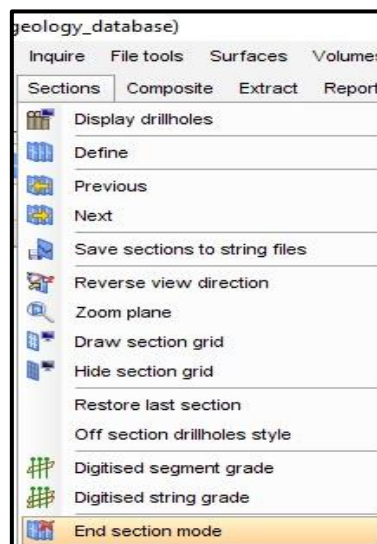 geology_database)
Inquire File tools Surfaces Volumes
Sections Composite Extract Report
Display drillholes
Define
Previous
Next
Save sections to string files
Reverse view direction
Zoom plane
Draw section grid
Hide section grid
Restore last section
Off section drillholes style
Digitised segment grade
Digitised string grade
End section mode